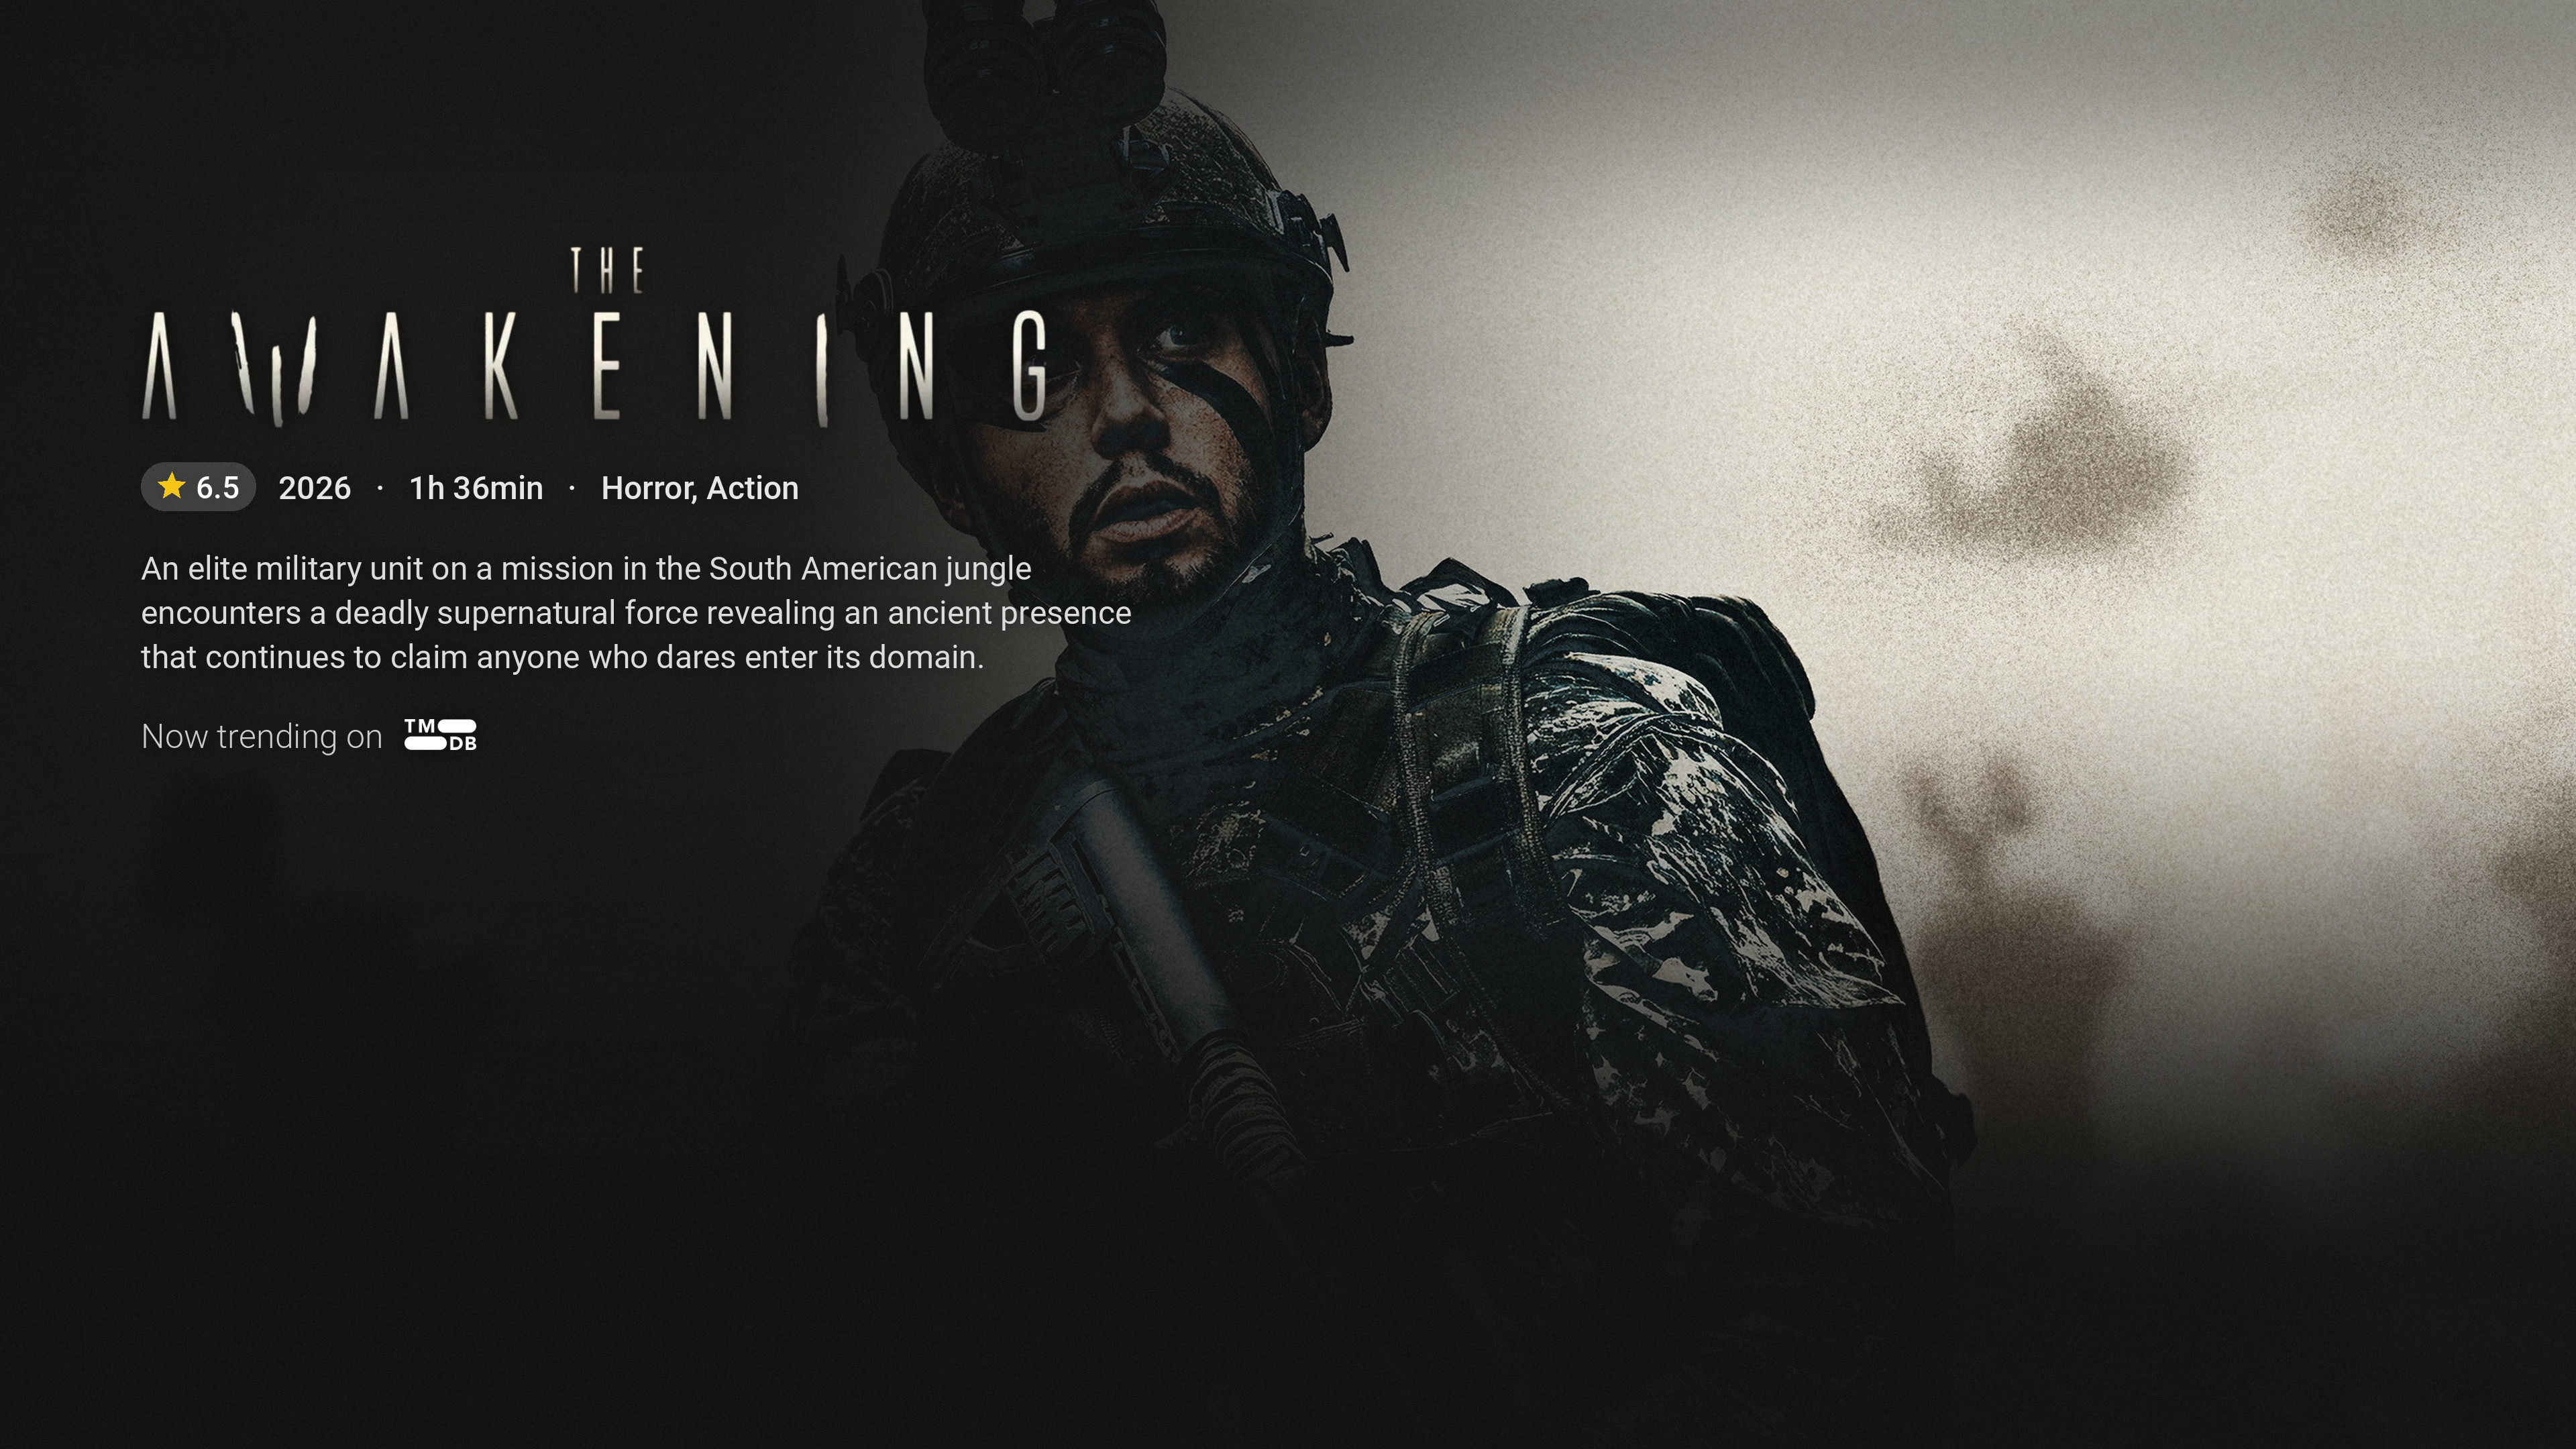 THE
AWAKENING
6.5 2026 · 1h 36min · Horror, Action
An elite military unit on a mission in the South American jungle
encounters a deadly supernatural force revealing an ancient presence
that continues to claim anyone who dares enter its domain.
Now trending on TMDB